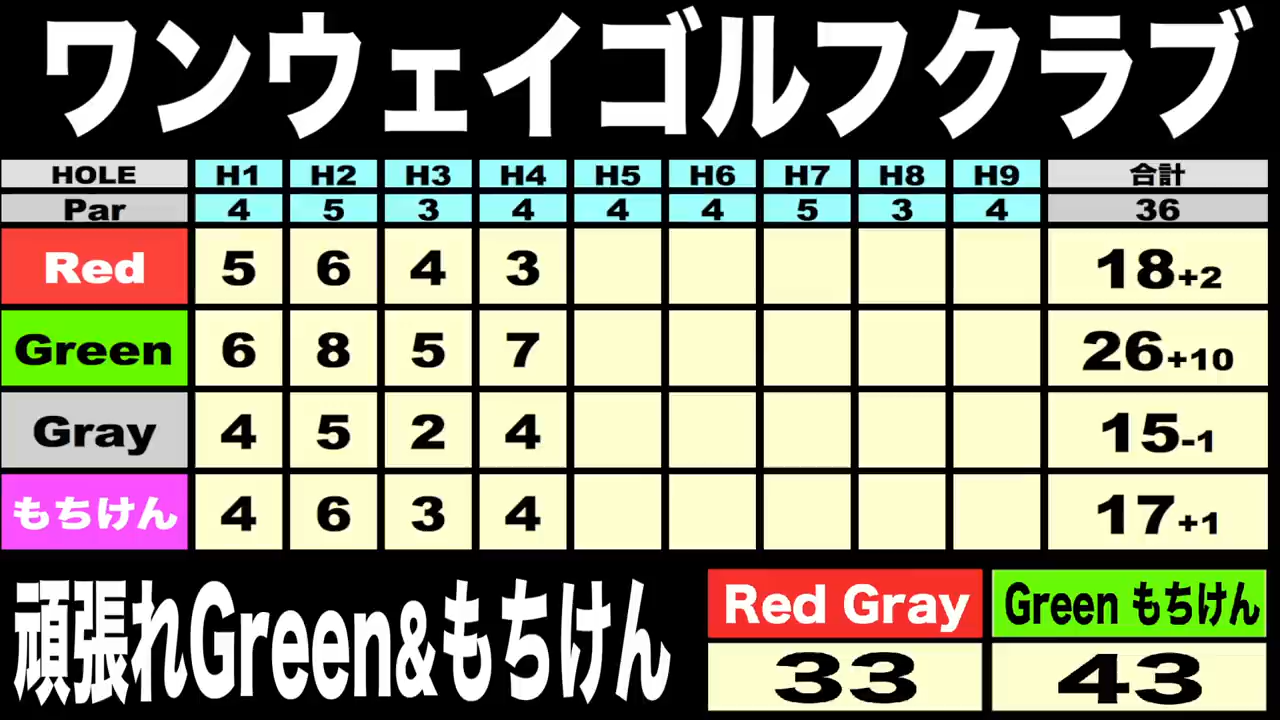 ワンウェイゴルフクラブ
HOLE H1 H2 H3 H4 H5 H6 H7 H8 H9 合計
Par 4 5 3 4 4 4 5 3 4 36
Red 5 6 4 3 18+2
Green 6 8 5 7 26+10
Gray 4 5 2 4 15-1
もちけん 4 6 3 4 17+1
頑張れGreen&もちけん
Red Gray Green もちけん
33 43